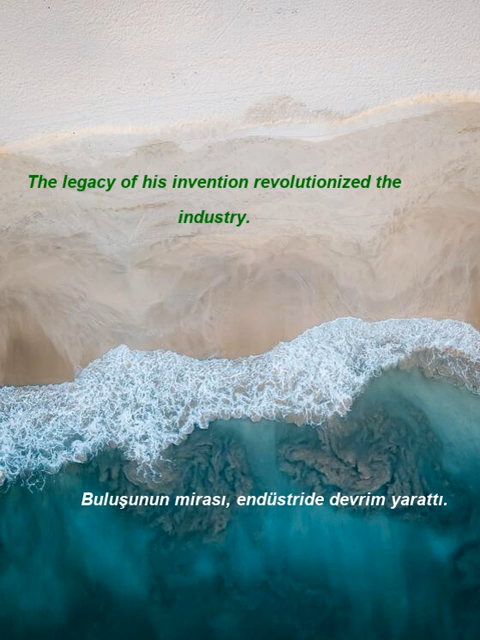 The legacy of his invention revolutionized the
industry.
Buluşunun mirası, endüstride devrim yarattı.